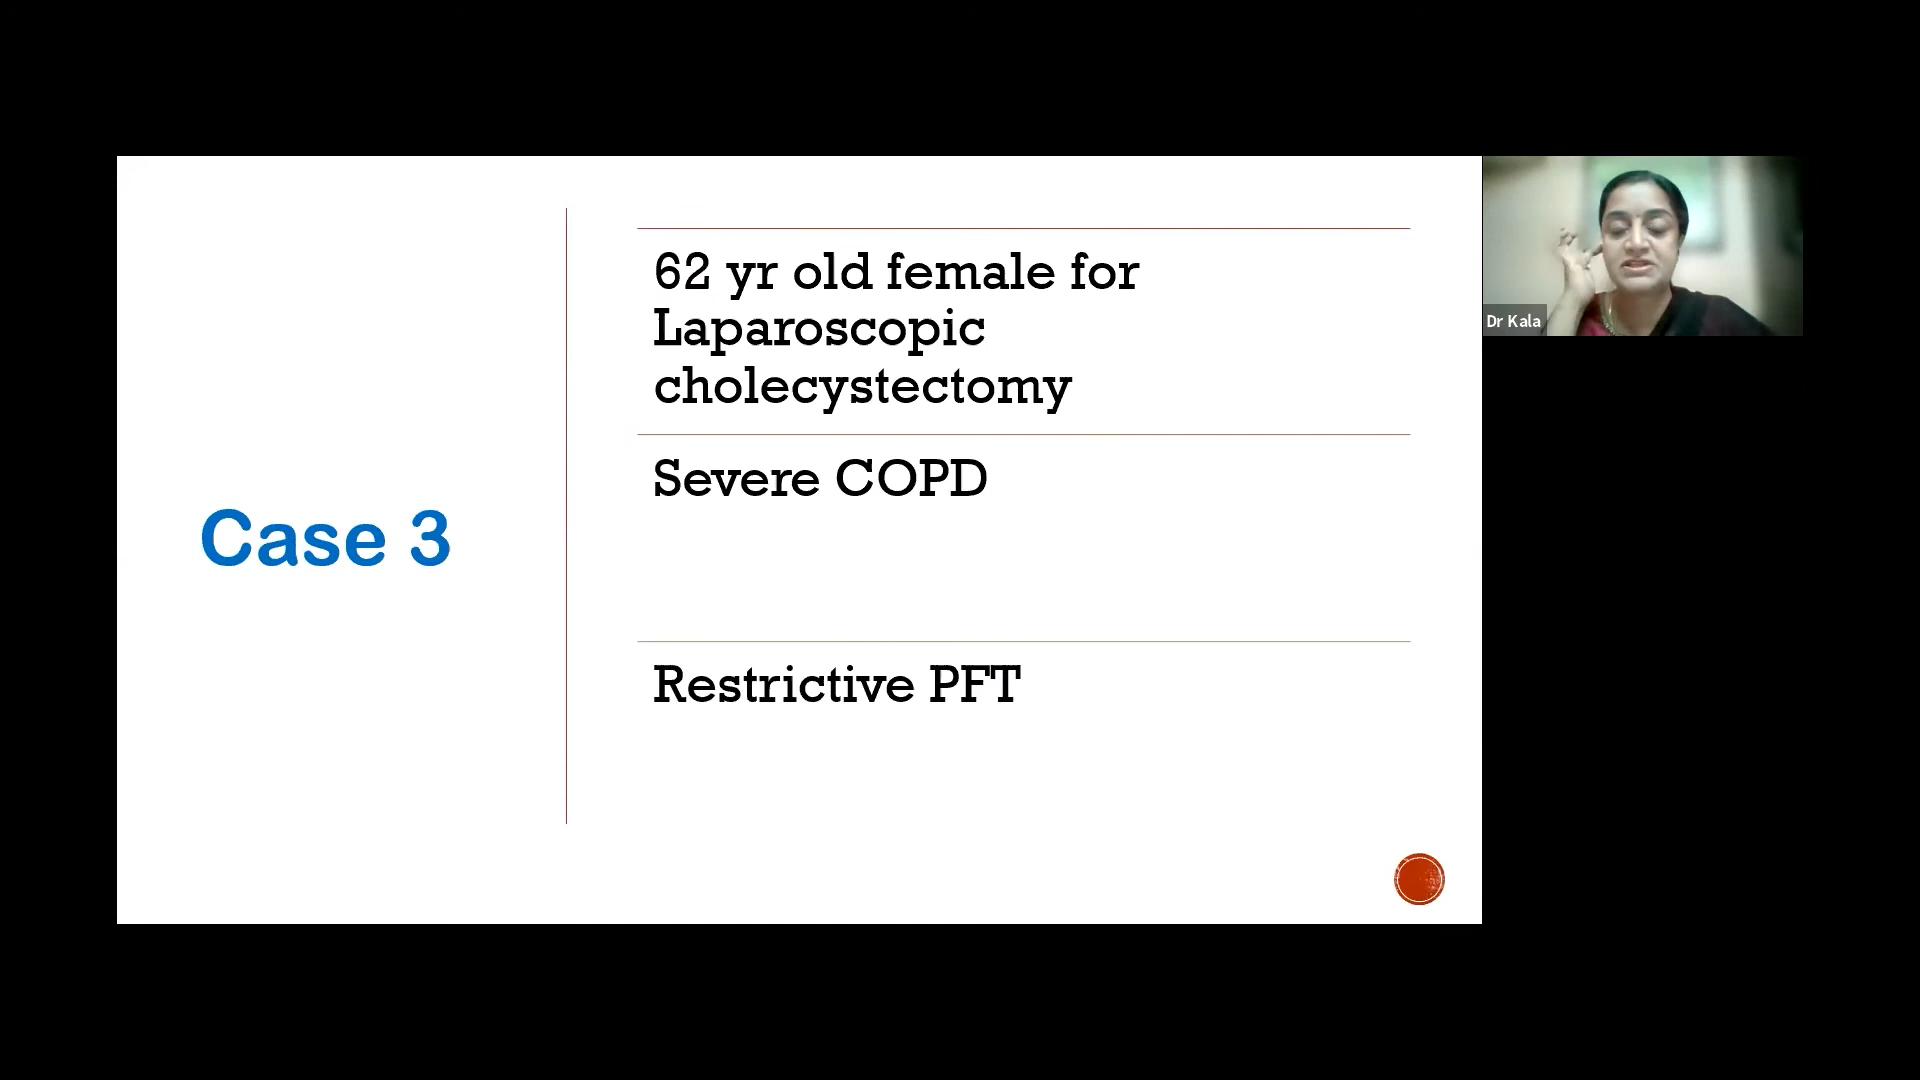 Case 3
62 yr old female for
Laparoscopic
cholecystectomy
Severe COPD
Restrictive PFT
Dr Kala